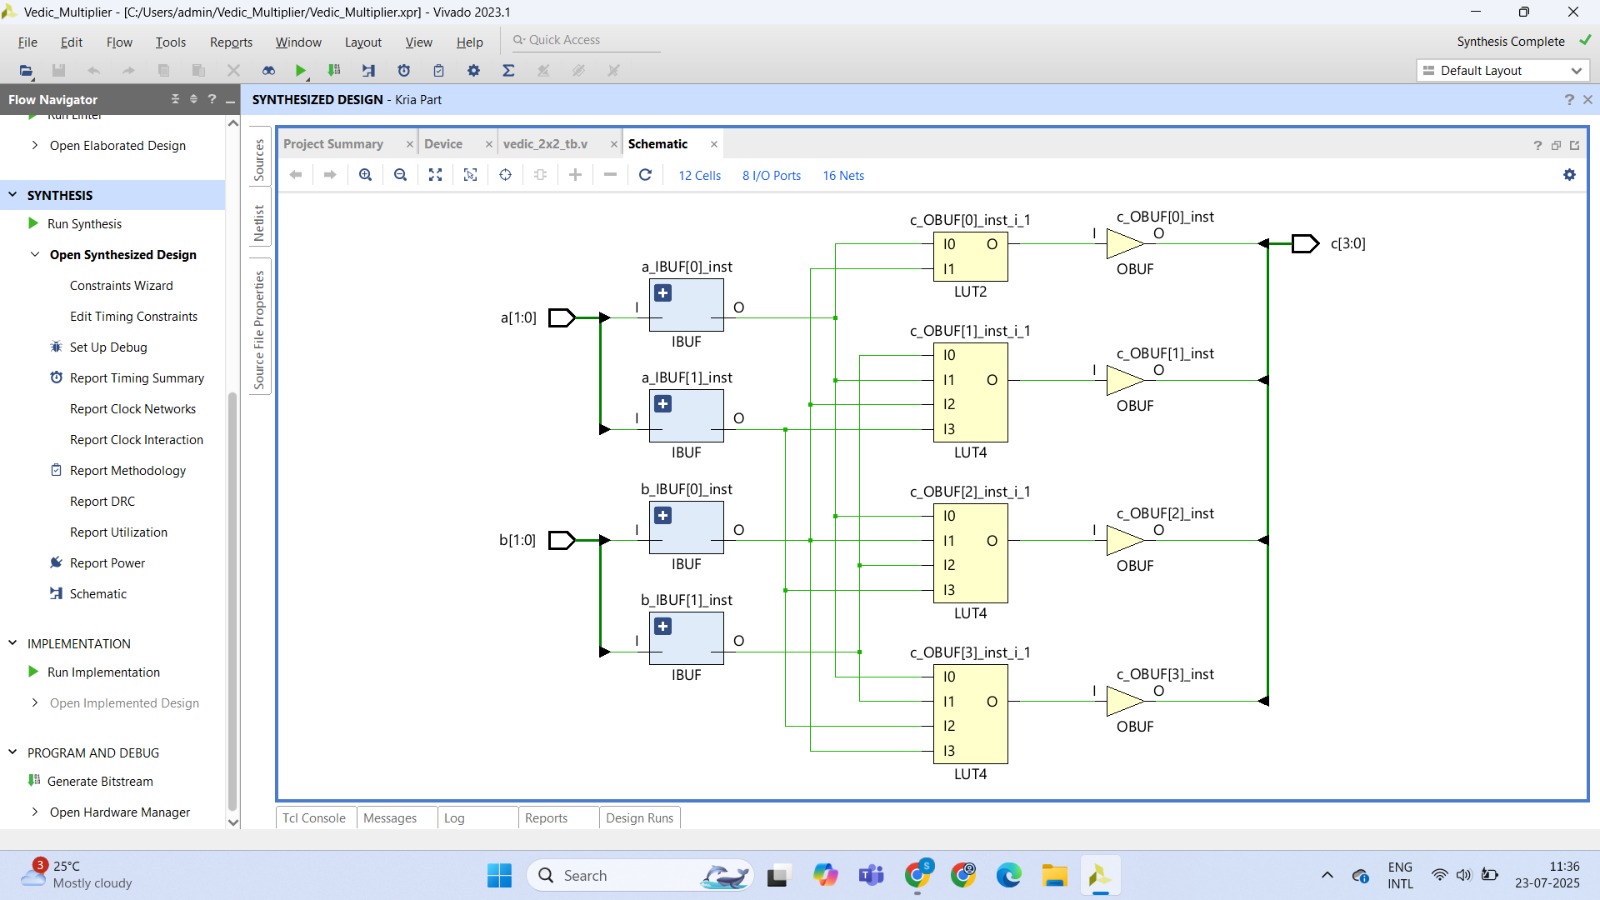 Vedic_Multiplier - [C:/Users/admin/Vedic_Multiplier/Vedic_Multiplier.xpr] - Vivado 2023.1
File Edit Flow Tools Reports Window Layout View Help Quick Access
Synthesis Complete
Default Layout
Flow Navigator
SYNTHESIZED DESIGN - Kria Part
Run Linter
Open Elaborated Design
SYNTHESIS
Run Synthesis
Open Synthesized Design
Constraints Wizard
Edit Timing Constraints
Set Up Debug
Report Timing Summary
Report Clock Networks
Report Clock Interaction
Report Methodology
Report DRC
Report Utilization
Report Power
Schematic
IMPLEMENTATION
Run Implementation
Open Implemented Design
PROGRAM AND DEBUG
Generate Bitstream
Open Hardware Manager
Sources
Netlist
Source File Properties
Project Summary Device vedic_2x2_tb.v Schematic
12 Cells 8 I/O Ports 16 Nets
a[1:0]
b[1:0]
a_IBUF[0]_inst
I O
IBUF
a_IBUF[1]_inst
I O
IBUF
b_IBUF[0]_inst
I O
IBUF
b_IBUF[1]_inst
I O
IBUF
c_OBUF[0]_inst_i_1
I0 O
I1
LUT2
c_OBUF[1]_inst_i_1
I0
I1 O
I2
I3
LUT4
c_OBUF[2]_inst_i_1
I0
I1 O
I2
I3
LUT4
c_OBUF[3]_inst_i_1
I0
I1 O
I2
I3
LUT4
c_OBUF[0]_inst
I O
OBUF
c_OBUF[1]_inst
I O
OBUF
c_OBUF[2]_inst
I O
OBUF
c_OBUF[3]_inst
I O
OBUF
c[3:0]
Tcl Console Messages Log Reports Design Runs
3
25°C
Mostly cloudy
Search
ENG
INTL
11:36
23-07-2025